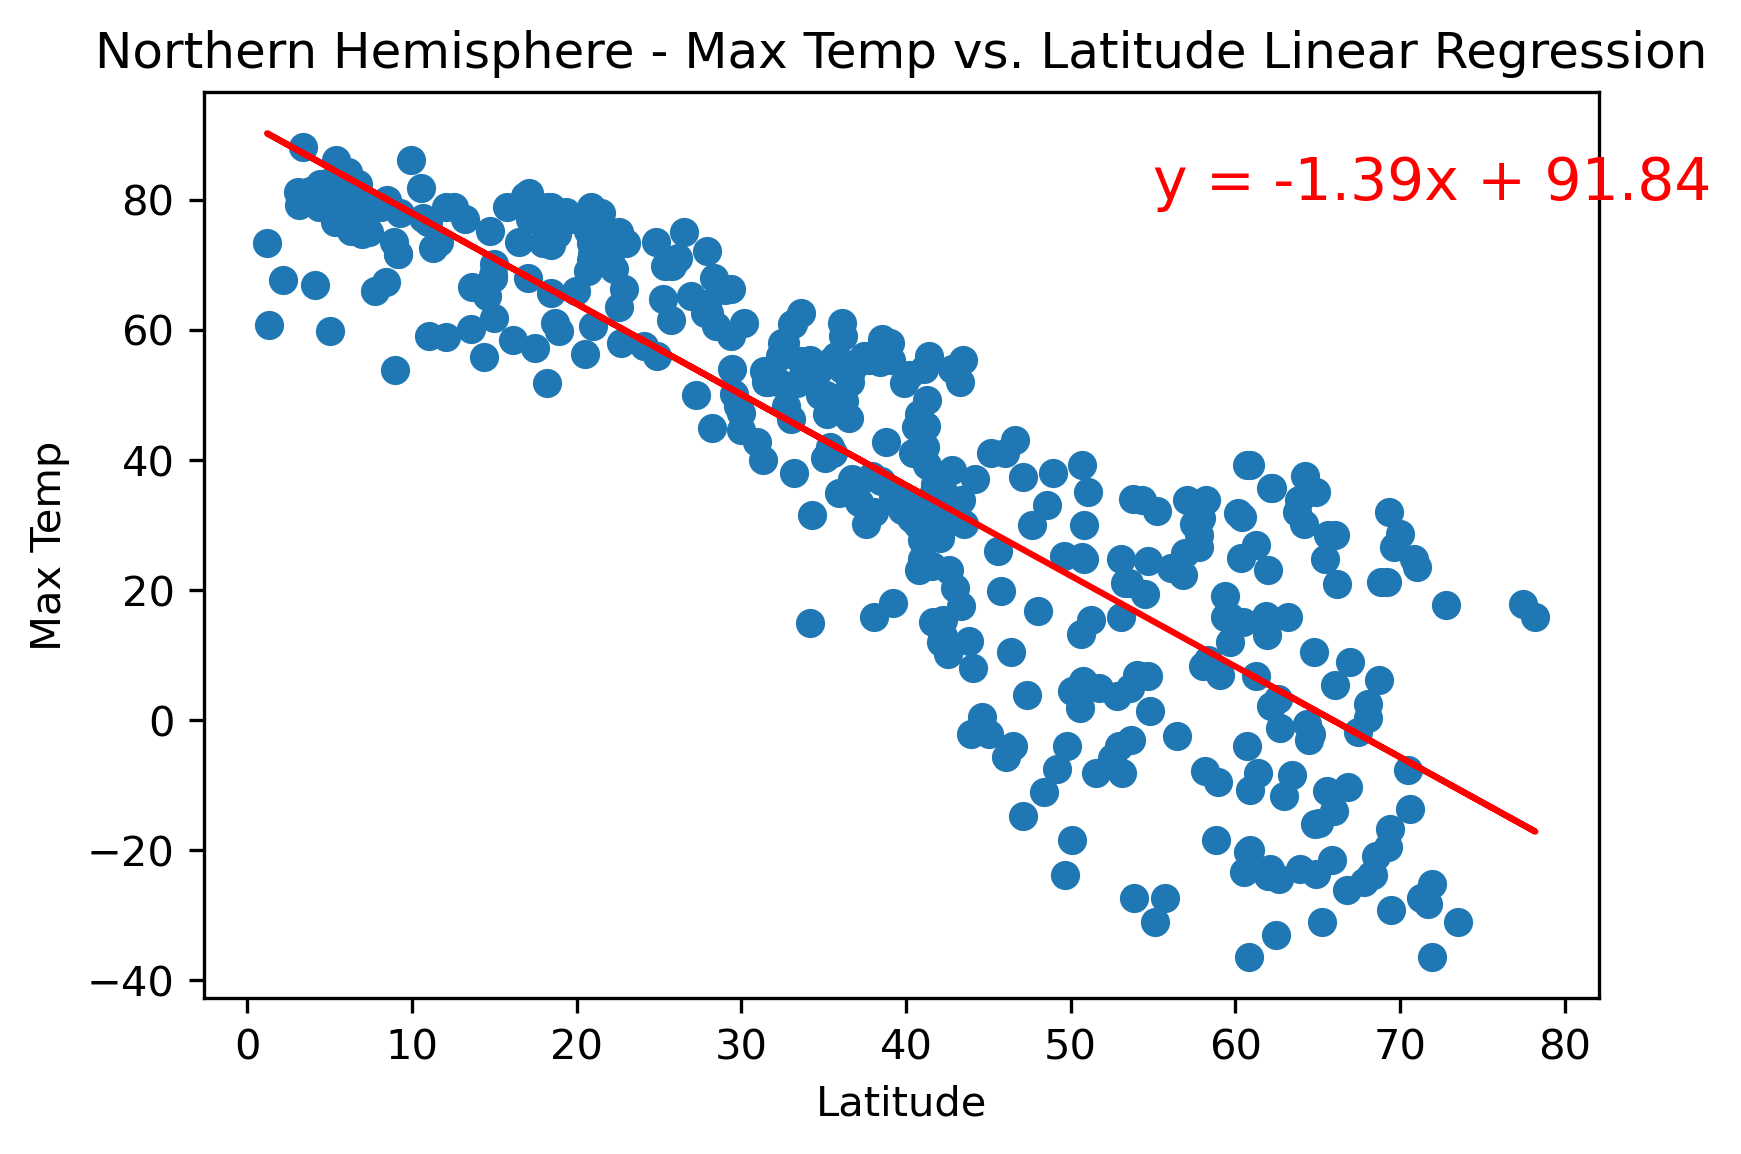 Northern Hemisphere - Max Temp vs. Latitude Linear Regression
y = -1.39x + 91.84
Max Temp
80
60
40
20
0
−20
−40
0 10 20 30 40 50 60 70 80
Latitude